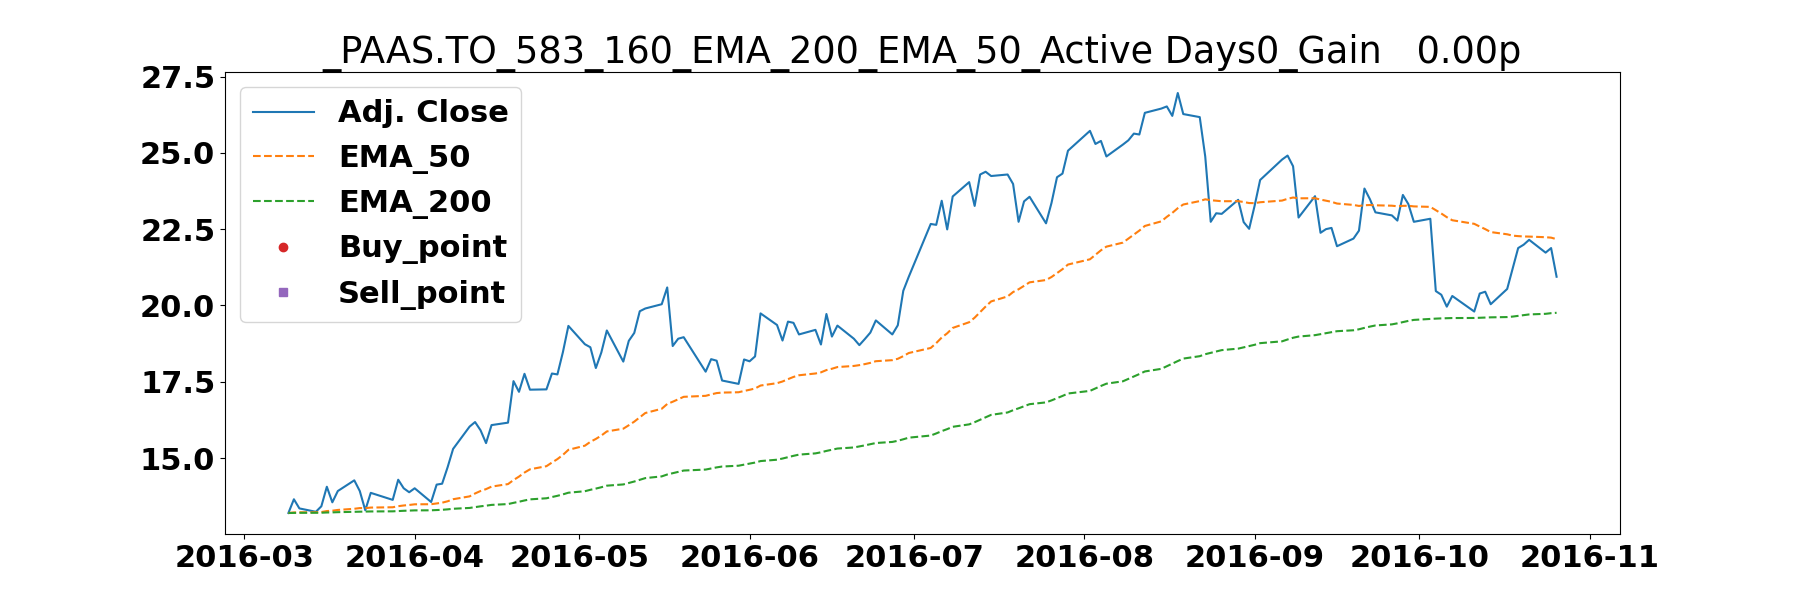 _PAAS.TO_583_160_EMA_200_EMA_50_Active Days0_Gain   0.00p
27.5
25.0
22.5
20.0
17.5
15.0
Adj. Close
EMA_50
EMA_200
Buy_point
Sell_point
2016-03 2016-04 2016-05 2016-06 2016-07 2016-08 2016-09 2016-10 2016-11